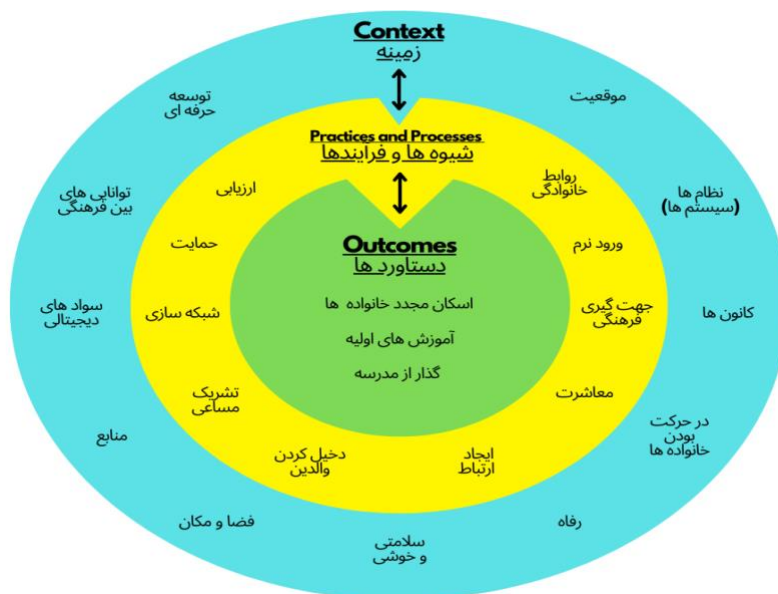 Context
زمینه
موقعیت
نظام ها
(سیستم ها)
کانون ها
در حرکت
بودن
خانواده ها
رفاه
سلامتی
و خوشی
فضا و مکان
منابع
سواد های
دیجیتالی
توانایی های
بین فرهنگی
توسعه
حرفه ای
Practices and Processes
شیوه ها و فرآیندها
روابط
خانوادگی
ورود نرم
جهت گیری
فرهنگی
معاشرت
ایجاد
ارتباط
دخیل کردن
والدین
تشریک
مساعی
شبکه سازی
حمایت
ارزیابی
Outcomes
دستاورد ها
اسکان مجدد خانواده ها
آموزش های اولیه
گذار از مدرسه